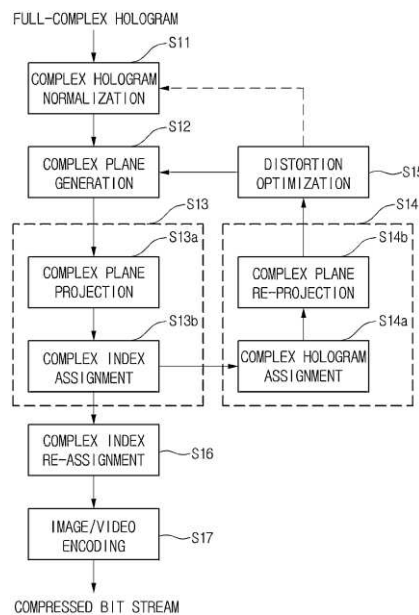 FULL-COMPLEX HOLOGRAM
S11
COMPLEX HOLOGRAM
NORMALIZATION
S12
COMPLEX PLANE
GENERATION
DISTORTION
OPTIMIZATION
S15
S13
S14
S13a
COMPLEX PLANE
PROJECTION
S14b
COMPLEX PLANE
RE-PROJECTION
S13b
COMPLEX INDEX
ASSIGNMENT
S14a
COMPLEX HOLOGRAM
ASSIGNMENT
COMPLEX INDEX
RE-ASSIGNMENT
S16
IMAGE/VIDEO
ENCODING
S17
COMPRESSED BIT STREAM